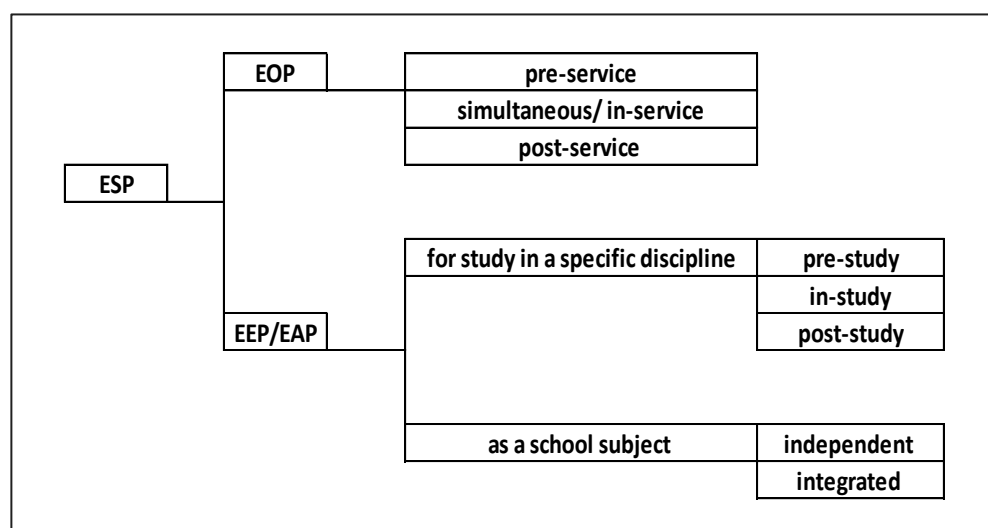 EOP
pre-service
simultaneous/ in-service
post-service
ESP
for study in a specific discipline
pre-study
in-study
EEP/EAP
post-study
as a school subject
independent
integrated